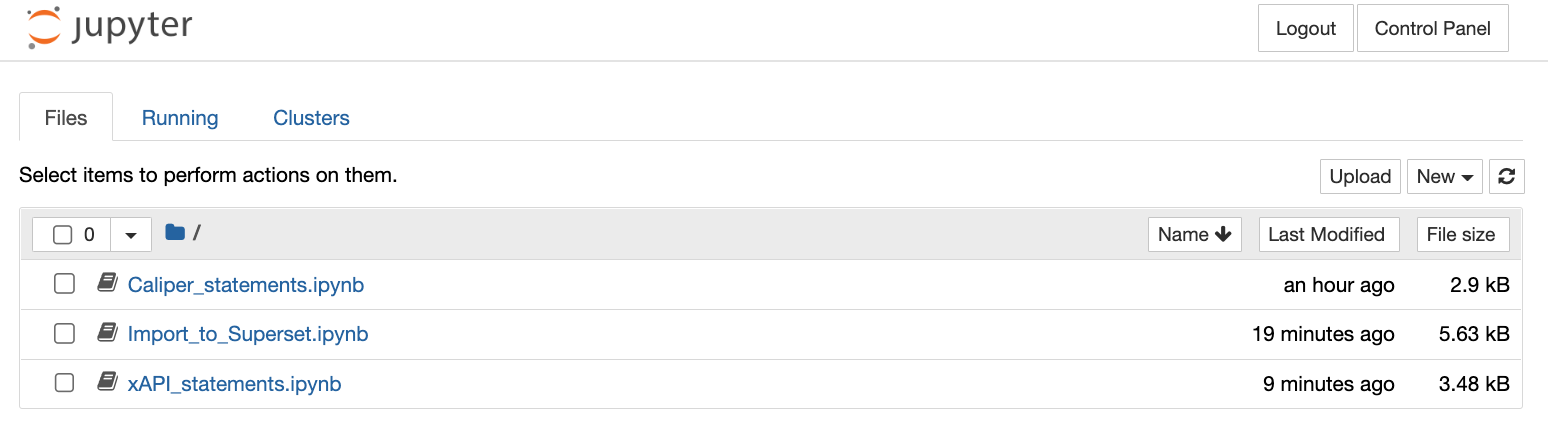 jupyter
Logout Control Panel
Files Running Clusters
Select items to perform actions on them.
Upload New
0 / Name Last Modified File size
Caliper_statements.ipynb an hour ago 2.9 kB
Import_to_Superset.ipynb 19 minutes ago 5.63 kB
xAPI_statements.ipynb 9 minutes ago 3.48 kB